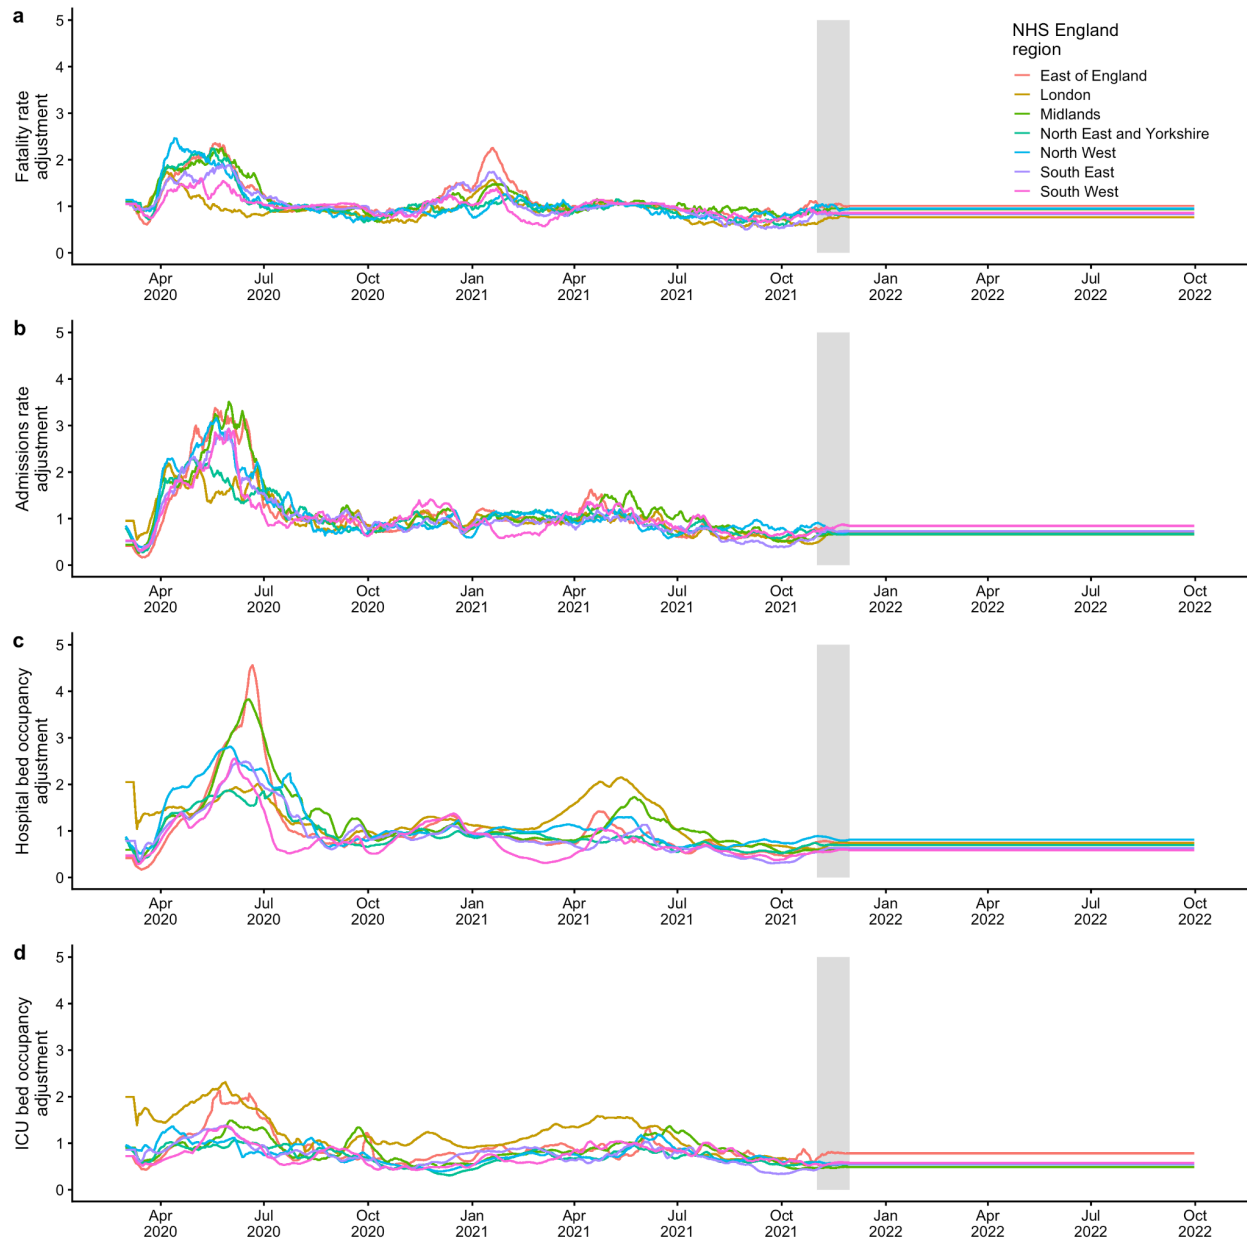 a
Fatality rate
adjustment
5
4
3
2
1
0
NHS England
region
East of England
London
Midlands
North East and Yorkshire
North West
South East
South West
Apr Jul Oct Jan Apr Jul Oct Jan Apr Jul Oct
2020 2020 2020 2021 2021 2021 2021 2022 2022 2022 2022
b
Admissions rate
adjustment
5
4
3
2
1
0
Apr Jul Oct Jan Apr Jul Oct Jan Apr Jul Oct
2020 2020 2020 2021 2021 2021 2021 2022 2022 2022 2022
c
Hospital bed occupancy
adjustment
5
4
3
2
1
0
Apr Jul Oct Jan Apr Jul Oct Jan Apr Jul Oct
2020 2020 2020 2021 2021 2021 2021 2022 2022 2022 2022
d
ICU bed occupancy
adjustment
5
4
3
2
1
0
Apr Jul Oct Jan Apr Jul Oct Jan Apr Jul Oct
2020 2020 2020 2021 2021 2021 2021 2022 2022 2022 2022